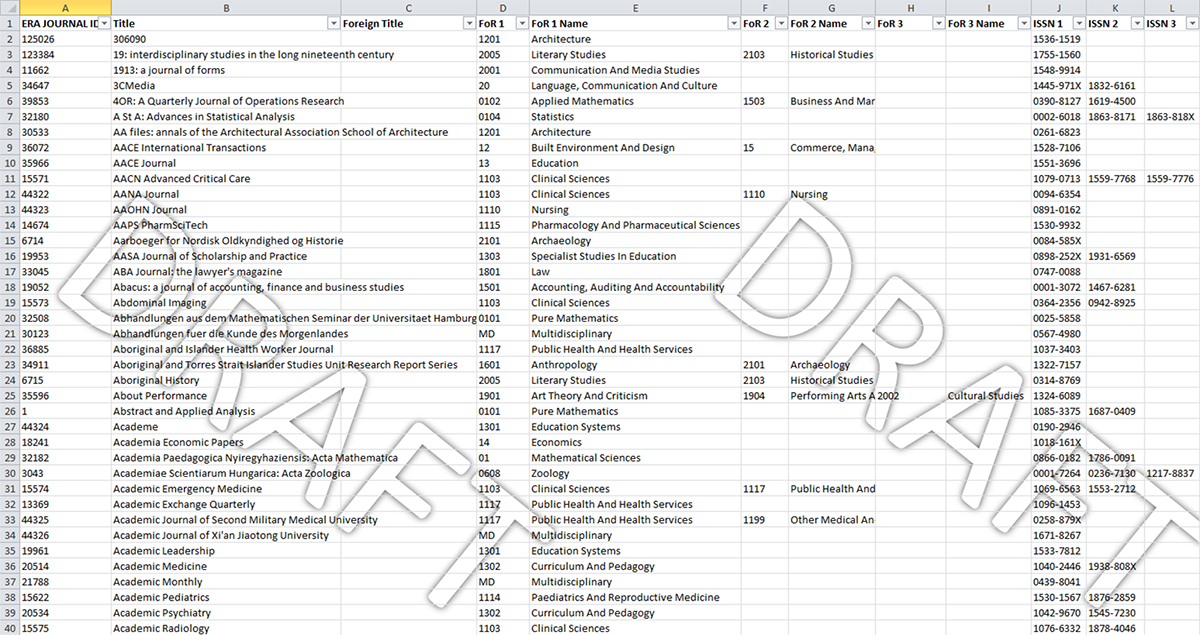 A B C D E F G H I J K L
1 ERA JOURNAL ID Title Foreign Title FoR 1 FoR 1 Name FoR 2 FoR 2 Name FoR 3 FoR 3 Name ISSN 1 ISSN 2 ISSN 3
2 125026 306090 1201 Architecture 1536-1519
3 123384 19: interdisciplinary studies in the long nineteenth century 2005 Literary Studies 2103 Historical Studies 1755-1560
4 11662 1913: a journal of forms 2001 Communication And Media Studies 1548-9914
5 34647 3CMedia 20 Language, Communication And Culture 1445-971X 1832-6161
6 39853 4OR: A Quarterly Journal of Operations Research 0102 Applied Mathematics 1503 Business And Mar 0390-8127 1619-4500
7 32180 A St A: Advances in Statistical Analysis 0104 Statistics 0002-6018 1863-8171 1863-818X
8 30533 AA files: annals of the Architectural Association School of Architecture 1201 Architecture 0261-6823
9 36072 AACE International Transactions 12 Built Environment And Design 15 Commerce, Mana 1528-7106
10 35966 AACE Journal 13 Education 1551-3696
11 15571 AACN Advanced Critical Care 1103 Clinical Sciences 1079-0713 1559-7768 1559-7776
12 44322 AANA Journal 1103 Clinical Sciences 1110 Nursing 0094-6354
13 44323 AAOHN Journal 1110 Nursing 0891-0162
14 14674 AAPS PharmSciTech 1115 Pharmacology And Pharmaceutical Sciences 1530-9932
15 6714 Aarboeger for Nordisk Oldkyndighed og Historie 2101 Archaeology 0084-585X
16 19953 AASA Journal of Scholarship and Practice 1303 Specialist Studies In Education 0898-252X 1931-6569
17 33045 ABA Journal: the lawyer's magazine 1801 Law 0747-0088
18 19052 Abacus: a journal of accounting, finance and business studies 1501 Accounting, Auditing And Accountability 0001-3072 1467-6281
19 15573 Abdominal Imaging 1103 Clinical Sciences 0364-2356 0942-8925
20 32508 Abhandlungen aus dem Mathematischen Seminar der Universitaet Hamburg 0101 Pure Mathematics 0025-5858
21 30123 Abhandlungen fuer die Kunde des Morgenlandes MD Multidisciplinary 0567-4980
22 36885 Aboriginal and Islander Health Worker Journal 1117 Public Health And Health Services 1037-3403
23 34911 Aboriginal and Torres Strait Islander Studies Unit Research Report Series 1601 Anthropology 2101 Archaeology 1322-7157
24 6715 Aboriginal History 2005 Literary Studies 2103 Historical Studies 0314-8769
25 35596 About Performance 1901 Art Theory And Criticism 1904 Performing Arts A 2002 Cultural Studies 1324-6089
26 1 Abstract and Applied Analysis 0101 Pure Mathematics 1085-3375 1687-0409
27 44324 Academe 1301 Education Systems 0190-2946
28 18241 Academia Economic Papers 14 Economics 1018-161X
29 32182 Academia Paedagogica Nyiregyhaziensis: Acta Mathematica 01 Mathematical Sciences 0866-0182 1786-0091
30 3043 Academiae Scientiarum Hungarica: Acta Zoologica 0608 Zoology 0001-7264 0236-7130 1217-8837
31 15574 Academic Emergency Medicine 1103 Clinical Sciences 1117 Public Health And 1069-6563 1553-2712
32 13369 Academic Exchange Quarterly 1117 Public Health And Health Services 1096-1453
33 44325 Academic Journal of Second Military Medical University 1117 Public Health And Health Services 1199 Other Medical An 0258-879X
34 44326 Academic Journal of Xi'an Jiaotong University MD Multidisciplinary 1671-8267
35 19961 Academic Leadership 1301 Education Systems 1533-7812
36 20514 Academic Medicine 1302 Curriculum And Pedagogy 1040-2446 1938-808X
37 21788 Academic Monthly MD Multidisciplinary 0439-8041
38 15622 Academic Pediatrics 1114 Paediatrics And Reproductive Medicine 1530-1567 1876-2859
39 20534 Academic Psychiatry 1302 Curriculum And Pedagogy 1042-9670 1545-7230
40 15575 Academic Radiology 1103 Clinical Sciences 1076-6332 1878-4046
DRAFT
DRAFT